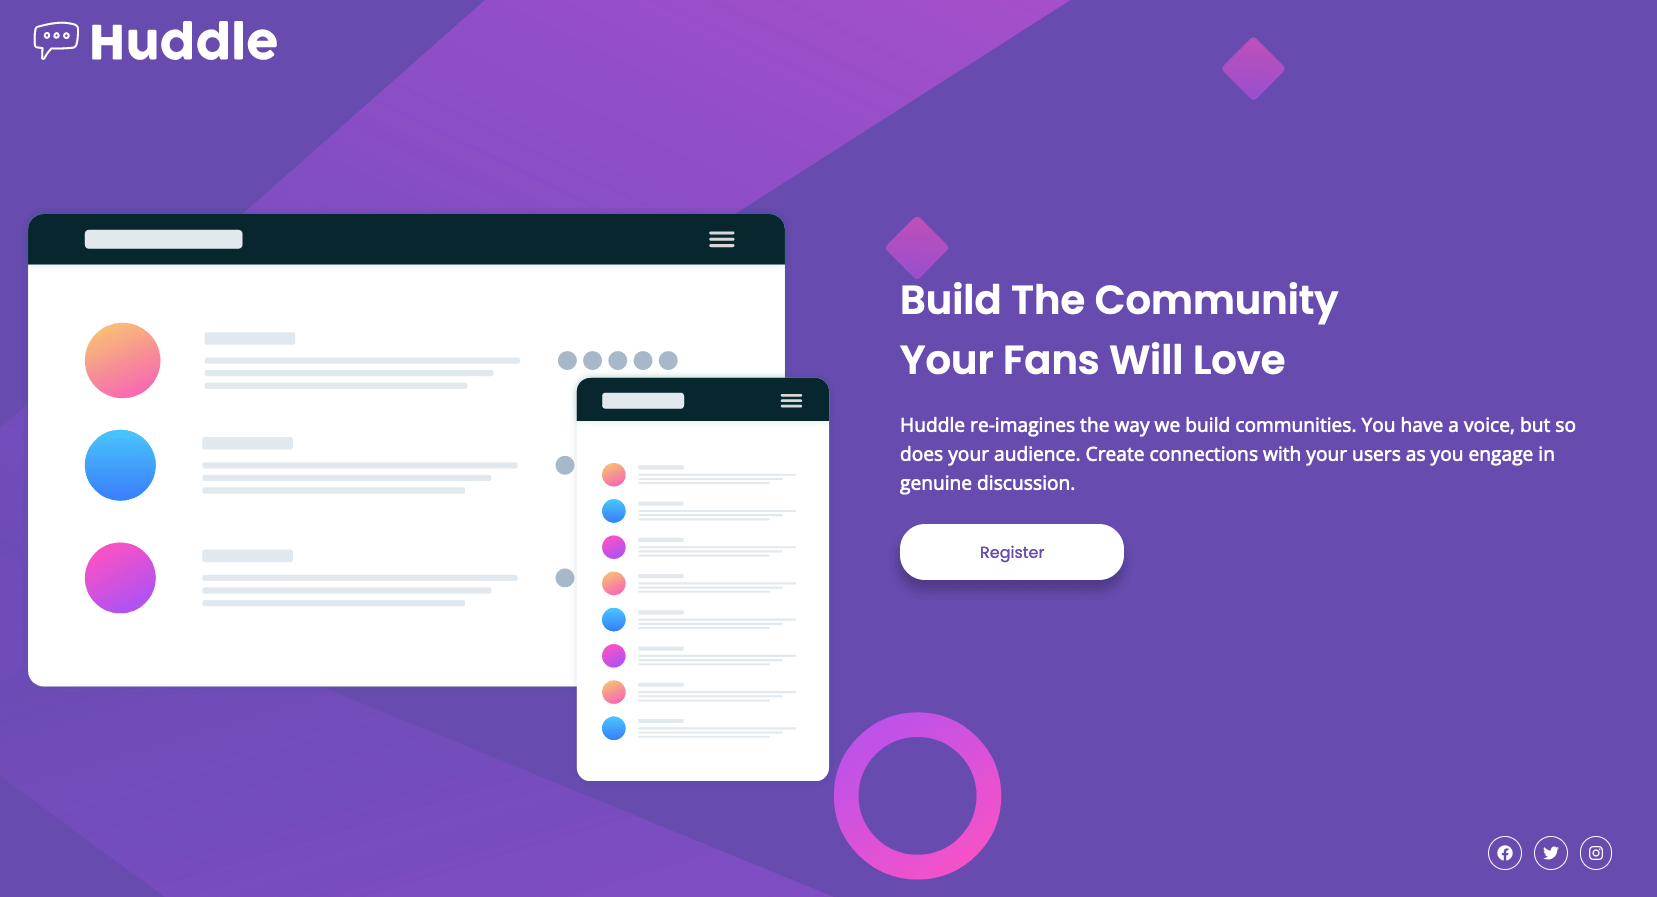 Huddle
Build The Community
Your Fans Will Love
Huddle re-imagines the way we build communities. You have a voice, but so
does your audience. Create connections with your users as you engage in
genuine discussion.
Register